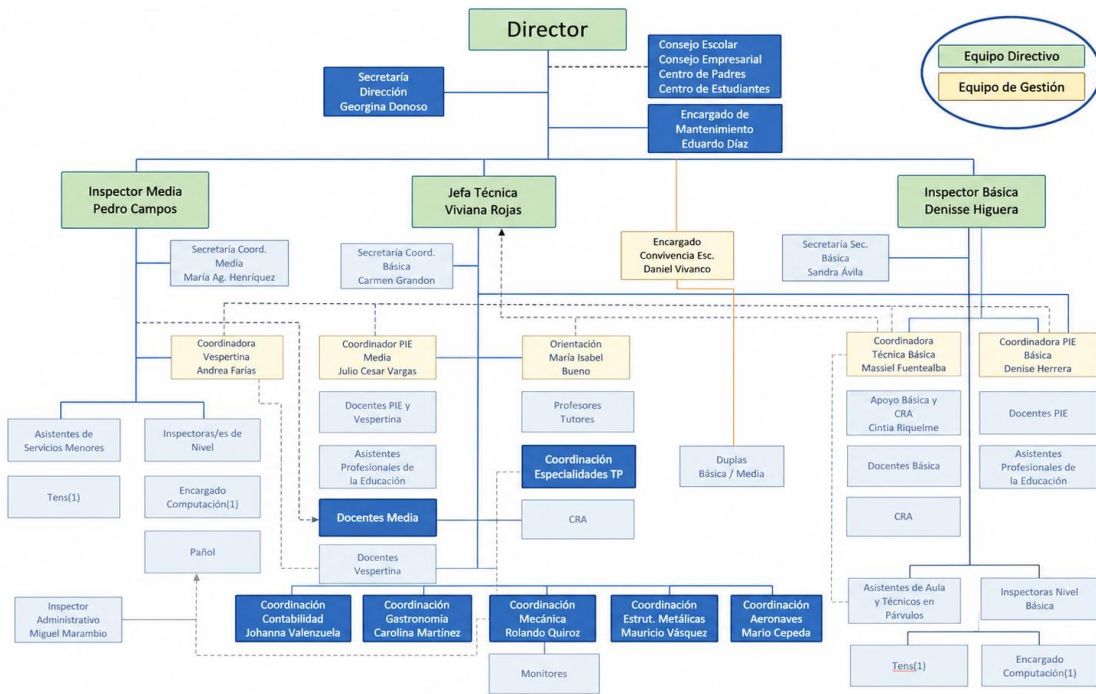 Director
Consejo Escolar
Consejo Empresarial
Centro de Padres
Centro de Estudiantes
Equipo Directivo
Equipo de Gestión
Secretaría
Dirección
Georgina Donoso
Encargado de
Mantenimiento
Eduardo Díaz
Inspector Media
Pedro Campos
Jefa Técnica
Viviana Rojas
Inspector Básica
Denisse Higuera
Secretaría Coord.
Media
María Ag. Henríquez
Secretaría Coord.
Básica
Carmen Grandon
Encargado
Convivencia Esc.
Daniel Vivanco
Secretaría Sec.
Básica
Sandra Ávila
Coordinadora
Vespertina
Andrea Farías
Coordinador PIE
Media
Julio Cesar Vargas
Orientación
María Isabel
Bueno
Coordinadora
Técnica Básica
Massiel Fuentealba
Coordinadora PIE
Básica
Denise Herrera
Asistentes de
Servicios Menores
Inspectoras/es de
Nivel
Docentes PIE y
Vespertina
Profesores
Tutores
Apoyo Básica y
CRA
Cintia Riquelme
Docentes PIE
Tens(1)
Encargado
Computación(1)
Asistentes
Profesionales de
la Educación
Coordinación
Especialidades TP
Duplas
Básica / Media
Docentes Básica
Asistentes
Profesionales de
la Educación
Docentes Media
CRA
CRA
Pañol
Docentes
Vespertina
Inspector
Administrativo
Miguel Marambio
Coordinación
Contabilidad
Johanna Valenzuela
Coordinación
Gastronomia
Carolina Martínez
Coordinación
Mecánica
Rolando Quiroz
Coordinación
Estrut. Metálicas
Mauricio Vásquez
Coordinación
Aeronaves
Mario Cepeda
Asistentes de Aula
y Técnicos en
Párvulos
Inspectoras Nivel
Básica
Monitores
Tens(1)
Encargado
Computación(1)